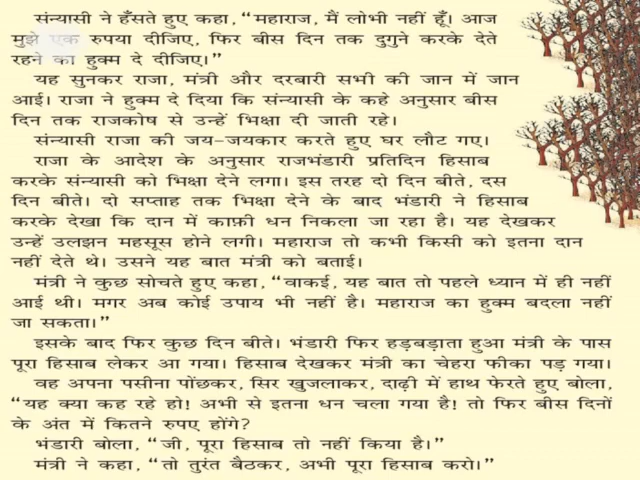 संन्यासी ने हँसते हुए कहा, “महाराज, मैं लोभी नहीं हूँ। आज
मुझे एक रुपया दीजिए, फिर बीस दिन तक दुगुने करके देते
रहने का हुक्म दे दीजिए।”
यह सुनकर राजा, मंत्री और दरबारी सभी की जान में जान
आई। राजा ने हुक्म दे दिया कि संन्यासी के कहे अनुसार बीस
दिन तक राजकोष से उन्हें भिक्षा दी जाती रहे।
संन्यासी राजा की जय-जयकार करते हुए घर लौट गए।
राजा के आदेश के अनुसार राजभंडारी प्रतिदिन हिसाब
करके संन्यासी को भिक्षा देने लगा। इस तरह दो दिन बीते, दस
दिन बीते। दो सप्ताह तक भिक्षा देने के बाद भंडारी ने हिसाब
करके देखा कि दान में काफ़ी धन निकला जा रहा है। यह देखकर
उन्हें उलझन महसूस होने लगी। महाराज तो कभी किसी को इतना दान
नहीं देते थे। उसने यह बात मंत्री को बताई।
मंत्री ने कुछ सोचते हुए कहा, “वाकई, यह बात तो पहले ध्यान में ही नहीं
आई थी। मगर अब कोई उपाय भी नहीं है। महाराज का हुक्म बदला नहीं
जा सकता।”
इसके बाद फिर कुछ दिन बीते। भंडारी फिर हड़बड़ाता हुआ मंत्री के पास
पूरा हिसाब लेकर आ गया। हिसाब देखकर मंत्री का चेहरा फीका पड़ गया।
वह अपना पसीना पोंछकर, सिर खुजलाकर, दाढ़ी में हाथ फेरते हुए बोला,
“यह क्या कह रहे हो! अभी से इतना धन चला गया है! तो फिर बीस दिनों
के अंत में कितने रुपए होंगे?
भंडारी बोला, “जी, पूरा हिसाब तो नहीं किया है।”
मंत्री ने कहा, “तो तुरंत बैठकर, अभी पूरा हिसाब करो।”